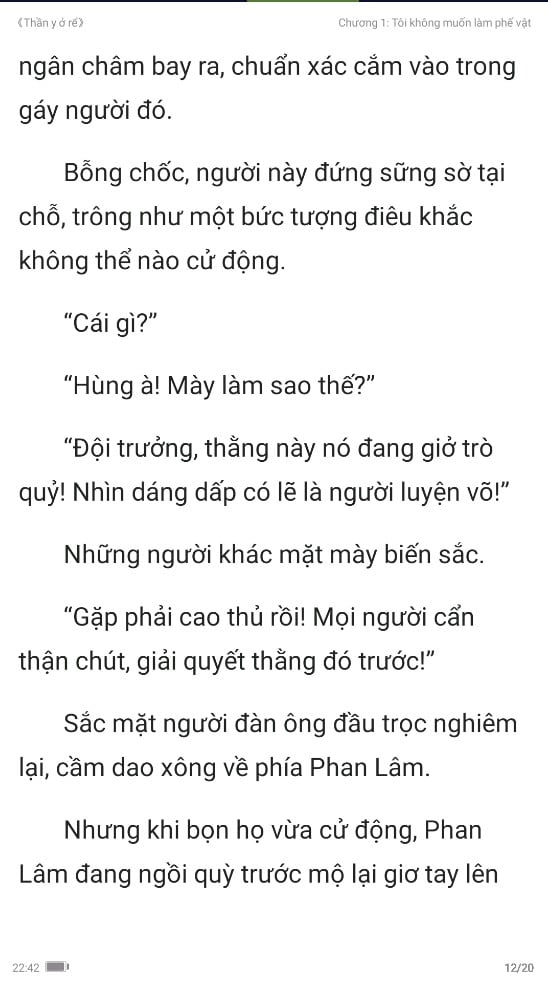 《Thần y ở rể》
Chương 1: Tôi không muốn làm phế vật
ngân châm bay ra, chuẩn xác cắm vào trong
gáy người đó.
Bỗng chốc, người này đứng sững sờ tại
chỗ, trông như một bức tượng điêu khắc
không thể nào cử động.
“Cái gì?”
“Hùng à! Mày làm sao thế?”
“Đội trưởng, thằng này nó đang giở trò
quỷ! Nhìn dáng dấp có lẽ là người luyện võ!”
Những người khác mặt mày biến sắc.
“Gặp phải cao thủ rồi! Mọi người cẩn
thận chút, giải quyết thằng đó trước!”
Sắc mặt người đàn ông đầu trọc nghiêm
lại, cầm dao xông về phía Phan Lâm.
Nhưng khi bọn họ vừa cử động, Phan
Lâm đang ngồi quỳ trước mộ lại giơ tay lên
22:42
12/20